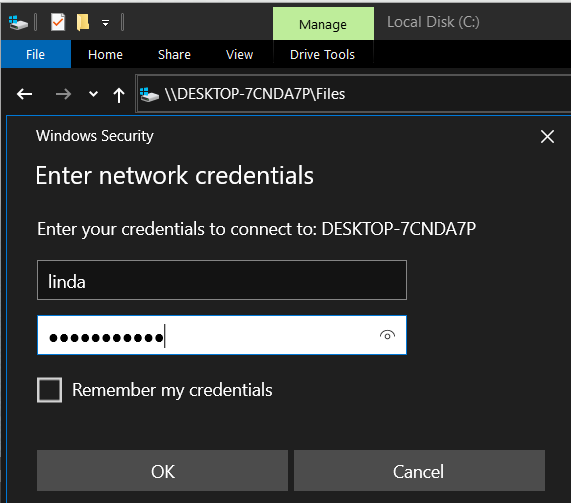 Manage
Local Disk (C:)
File Home Share View Drive Tools
\\DESKTOP-7CNDA7P\Files
Windows Security
Enter network credentials
Enter your credentials to connect to: DESKTOP-7CNDA7P
linda
●●●●●●●●●●●
Remember my credentials
OK Cancel